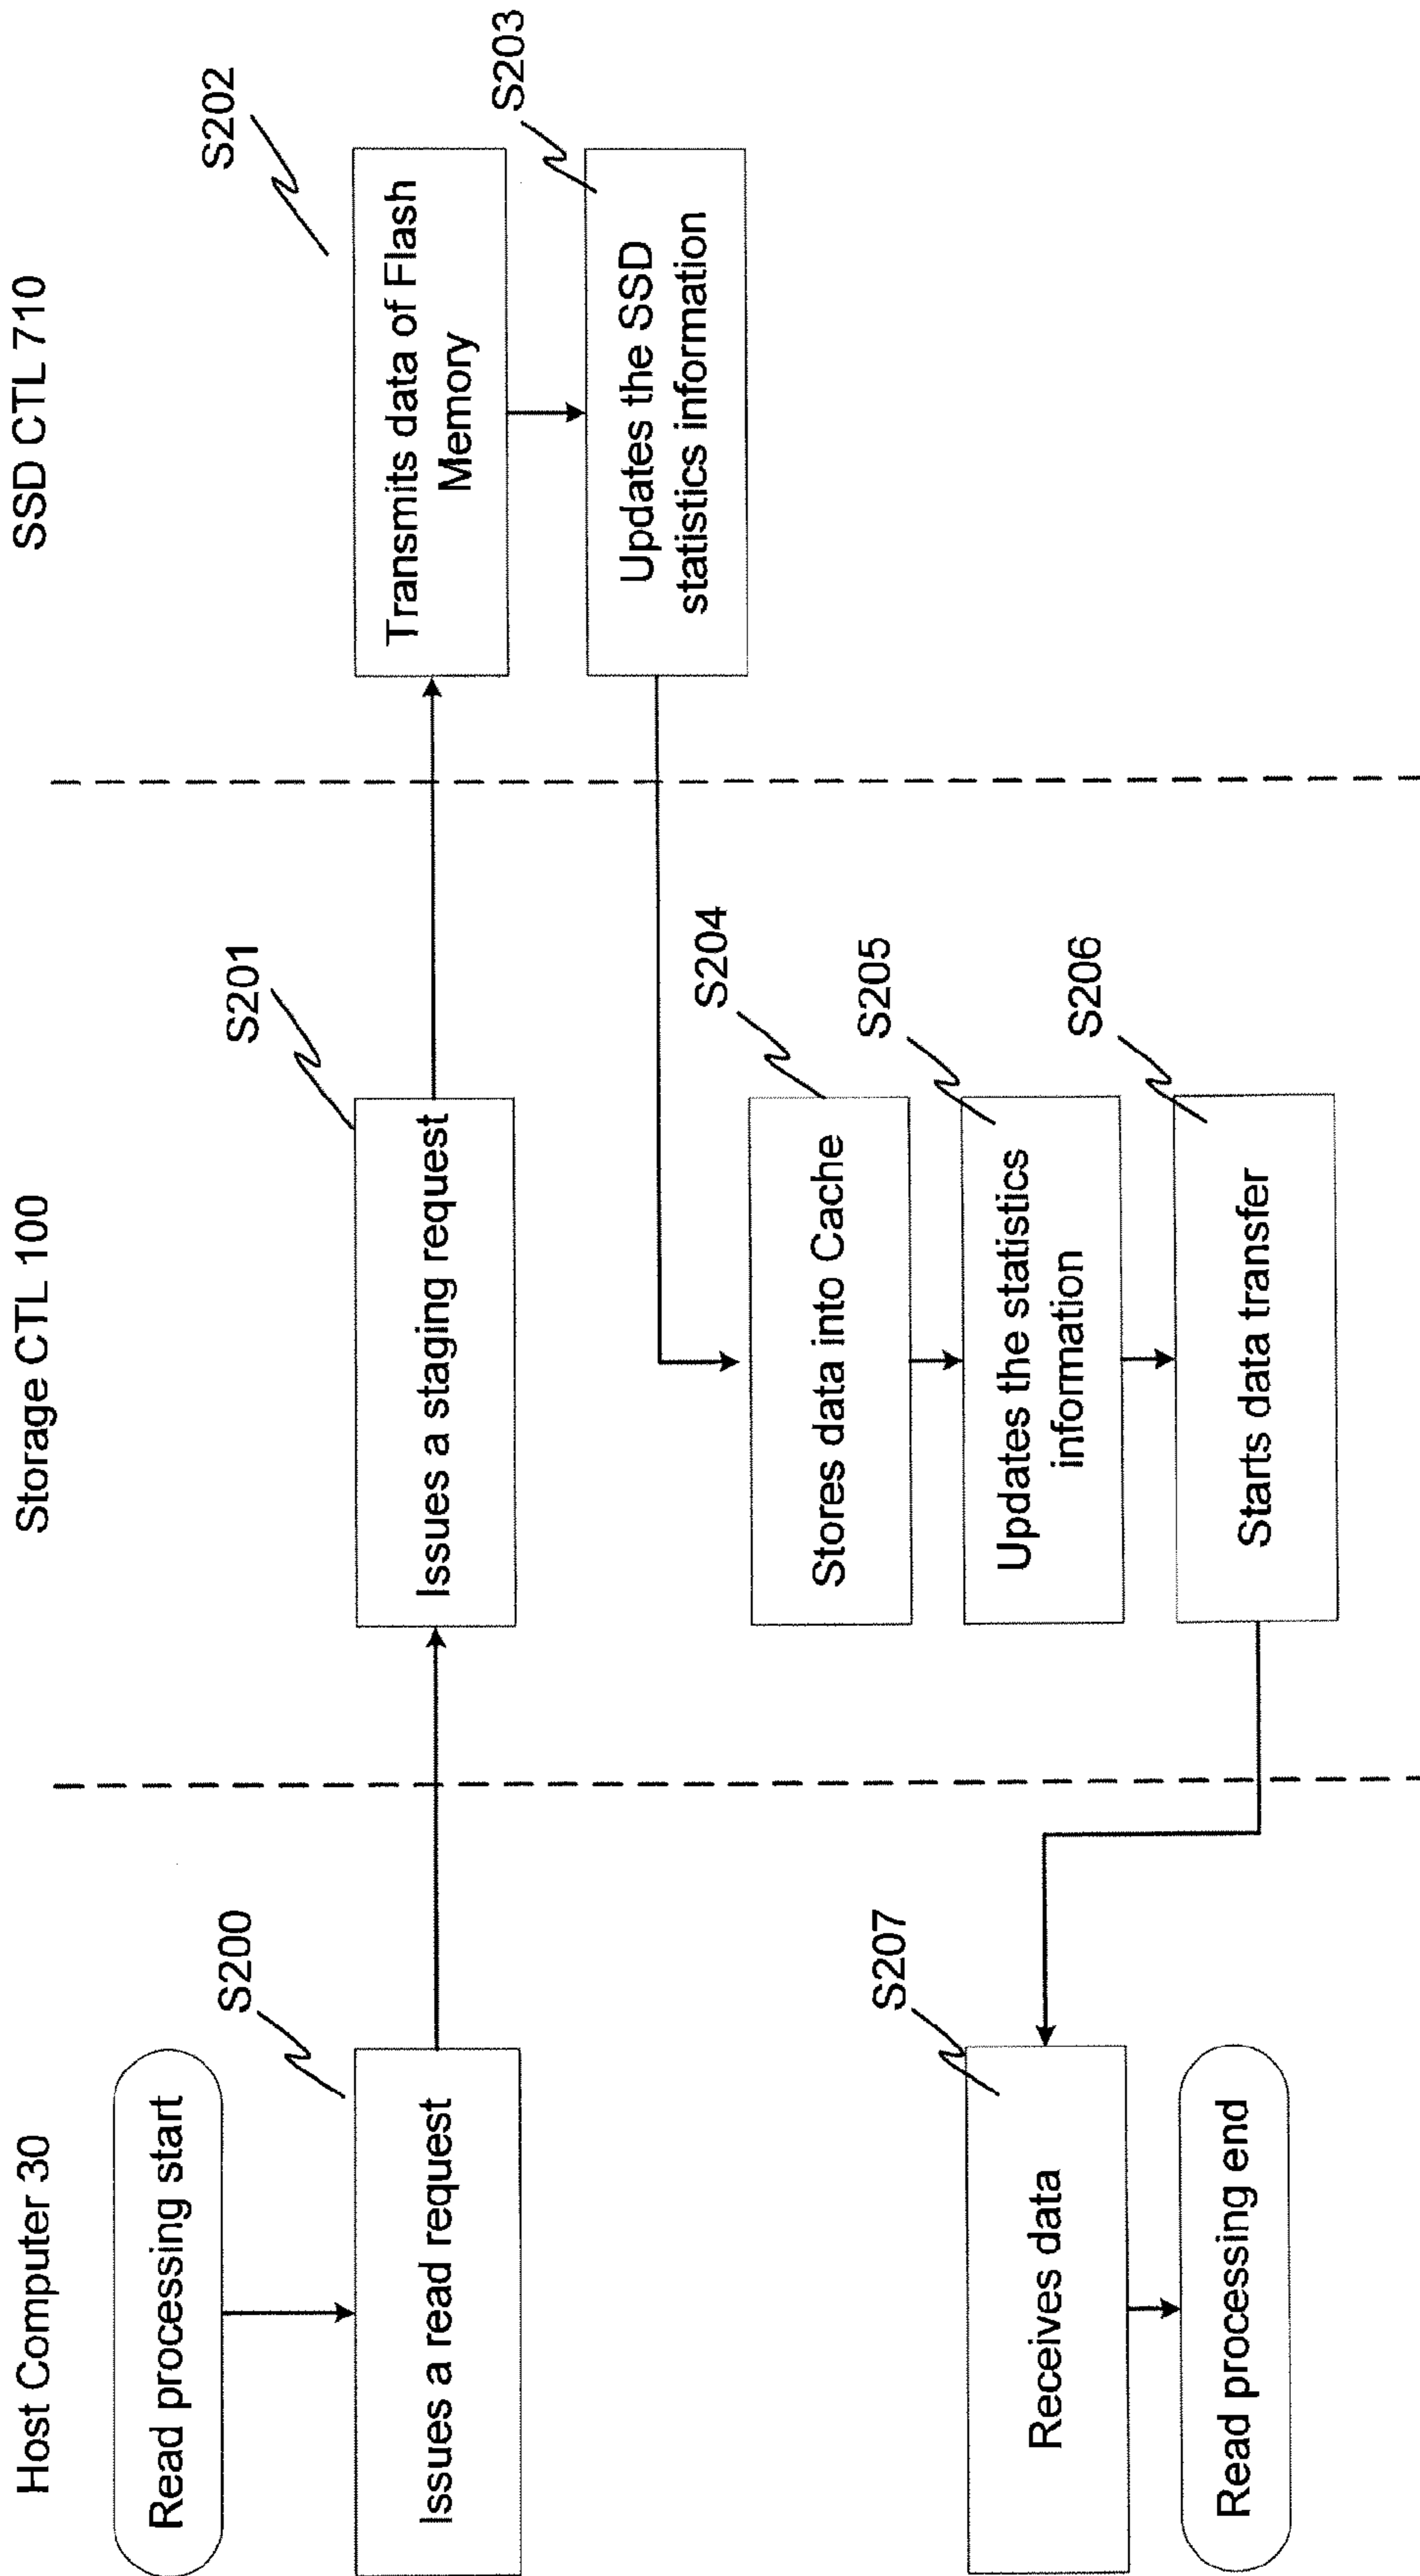 Host Computer 30
Storage CTL 100
SSD CTL 710
Read processing start
S200
Issues a read request
S201
Issues a staging request
S202
Transmits data of Flash
Memory
S203
Updates the SSD
statistics information
S204
Stores data into Cache
S205
Updates the statistics
information
S206
Starts data transfer
S207
Receives data
Read processing end